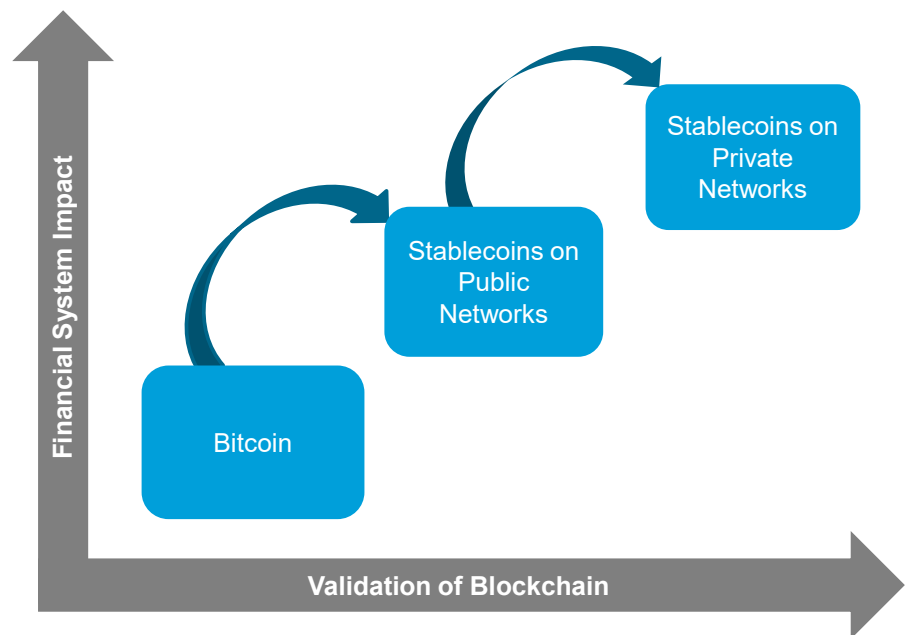 Financial System Impact
Stablecoins on
Private
Networks
Stablecoins on
Public
Networks
Bitcoin
Validation of Blockchain